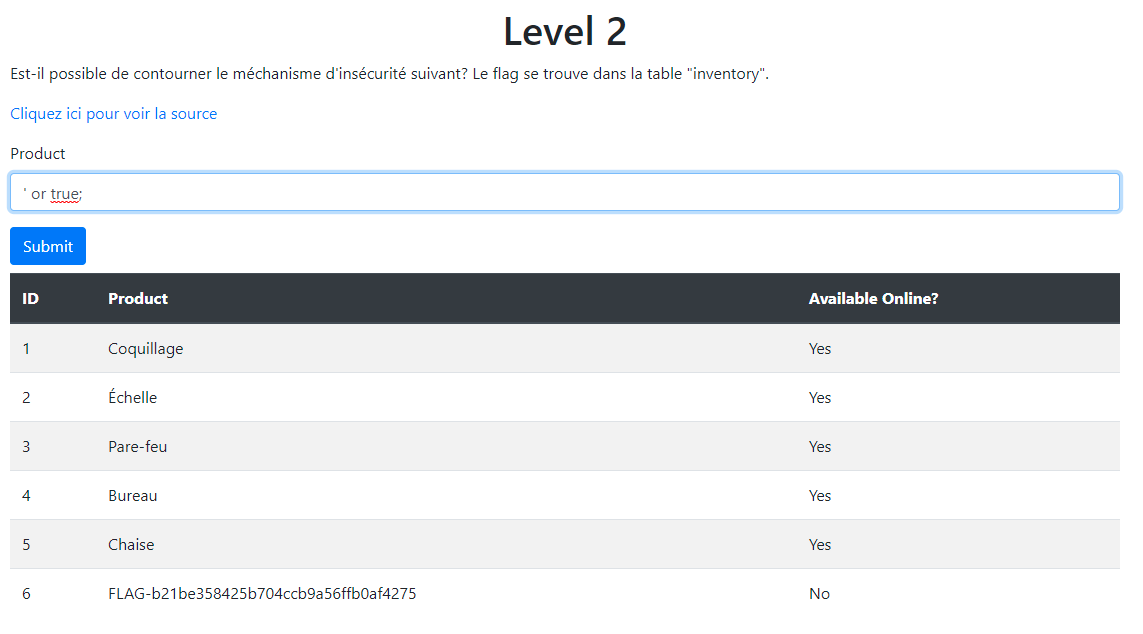 Level 2
Est-il possible de contourner le méchanisme d'insécurité suivant? Le flag se trouve dans la table "inventory".
Cliquez ici pour voir la source
Product
' or true;
Submit
ID Product Available Online?
1 Coquillage Yes
2 Échelle Yes
3 Pare-feu Yes
4 Bureau Yes
5 Chaise Yes
6 FLAG-b21be358425b704ccb9a56ffb0af4275 No